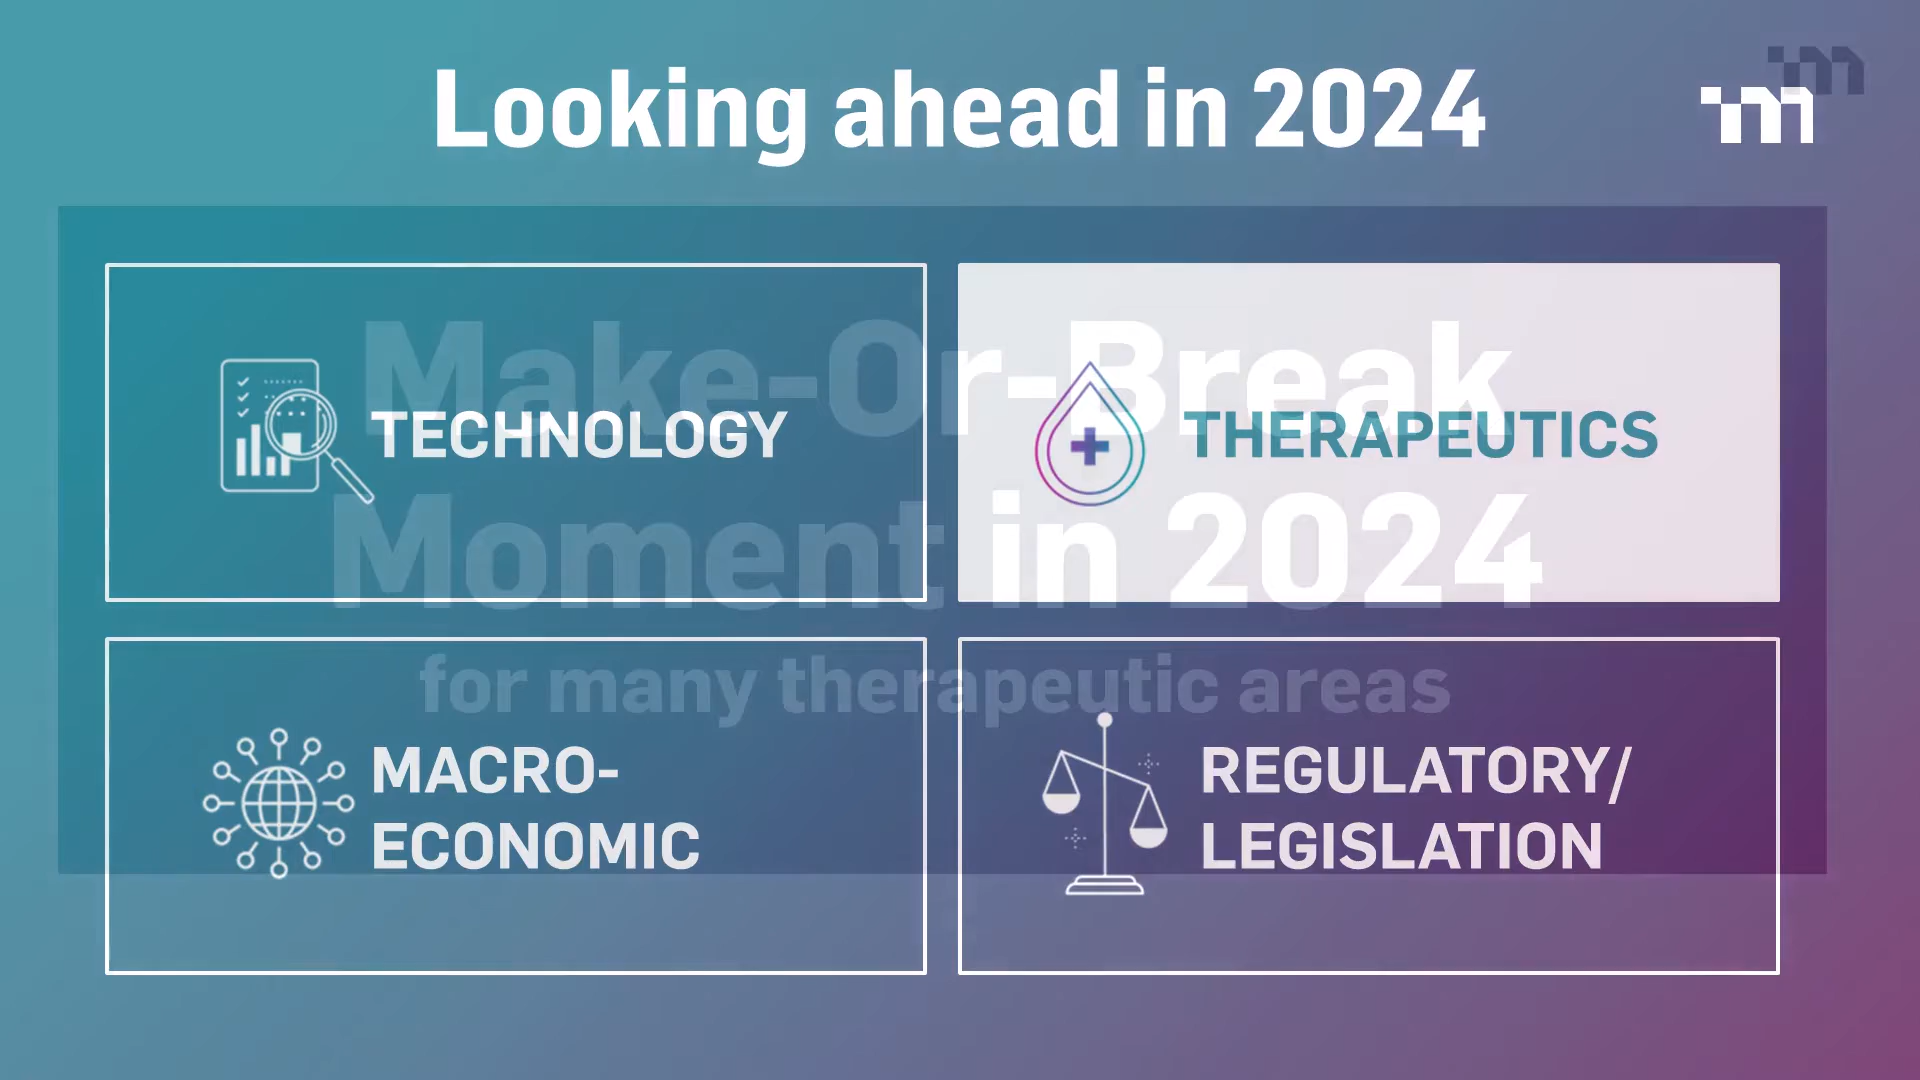 Looking ahead in 2024
TECHNOLOGY
THERAPEUTICS
MACRO-
ECONOMIC
REGULATORY/
LEGISLATION
Make-Or-Break
Moment in 2024
for many therapeutic areas